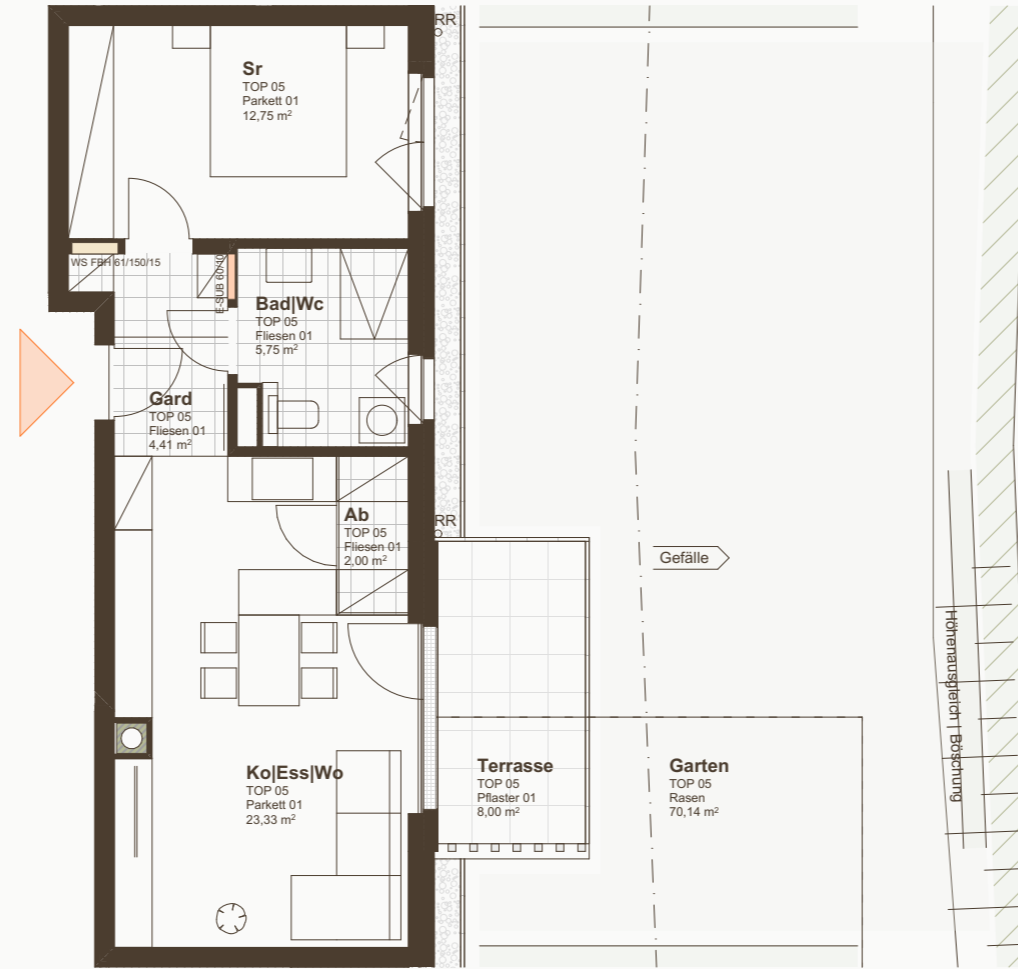 RR
Sr
TOP 05
Parkett 01
12,75 m²
WS FBH 61/150/15
E-SUB 60/10
Bad|Wc
TOP 05
Fliesen 01
5,75 m²
Gard
TOP 05
Fliesen 01
4,41 m²
Ab
TOP 05
Fliesen 01
2,00 m²
RR
Gefälle
Höhenausgleich | Böschung
Ko|Ess|Wo
TOP 05
Parkett 01
23,33 m²
Terrasse
TOP 05
Pflaster 01
8,00 m²
Garten
TOP 05
Rasen
70,14 m²